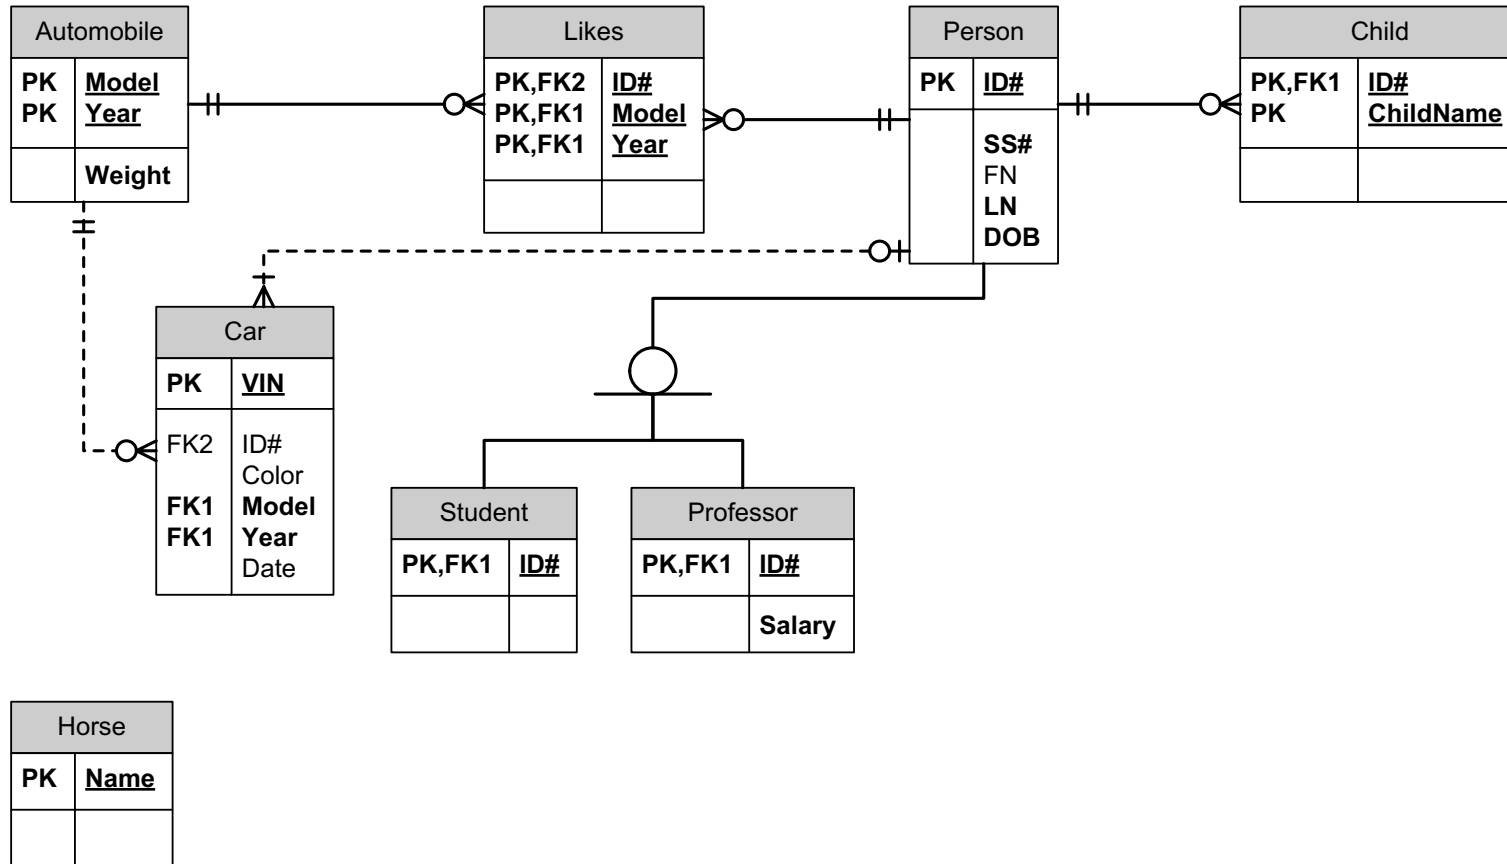 Automobile
PK Model
PK Year
Weight
Likes
PK,FK2 ID#
PK,FK1 Model
PK,FK1 Year
Person
PK ID#
SS#
FN
LN
DOB
Child
PK,FK1 ID#
PK ChildName
Car
PK VIN
FK2 ID#
Color
FK1 Model
FK1 Year
Date
Student
PK,FK1 ID#
Professor
PK,FK1 ID#
Salary
Horse
PK Name